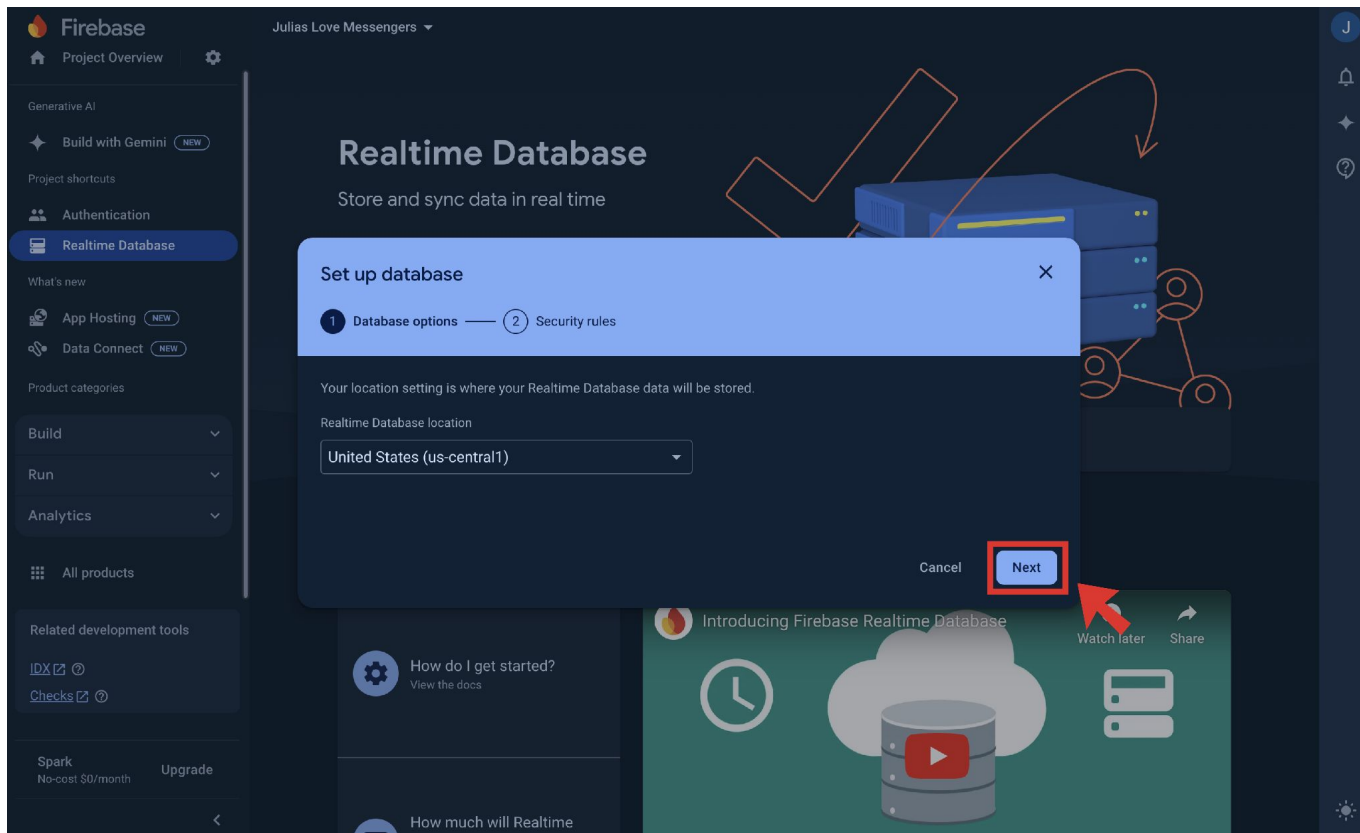 Firebase
Project Overview
Generative AI
Build with Gemini NEW
Project shortcuts
Authentication
Realtime Database
What's new
App Hosting NEW
Data Connect NEW
Product categories
Build
Run
Analytics
All products
Related development tools
IDX
Checks
Spark
No-cost $0/month
Upgrade
Julias Love Messengers
J
Realtime Database
Store and sync data in real time
Set up database
1 Database options
2 Security rules
Your location setting is where your Realtime Database data will be stored.
Realtime Database location
United States (us-central1)
Cancel
Next
How do I get started?
View the docs
How much will Realtime
Introducing Firebase Realtime Database
Watch later
Share